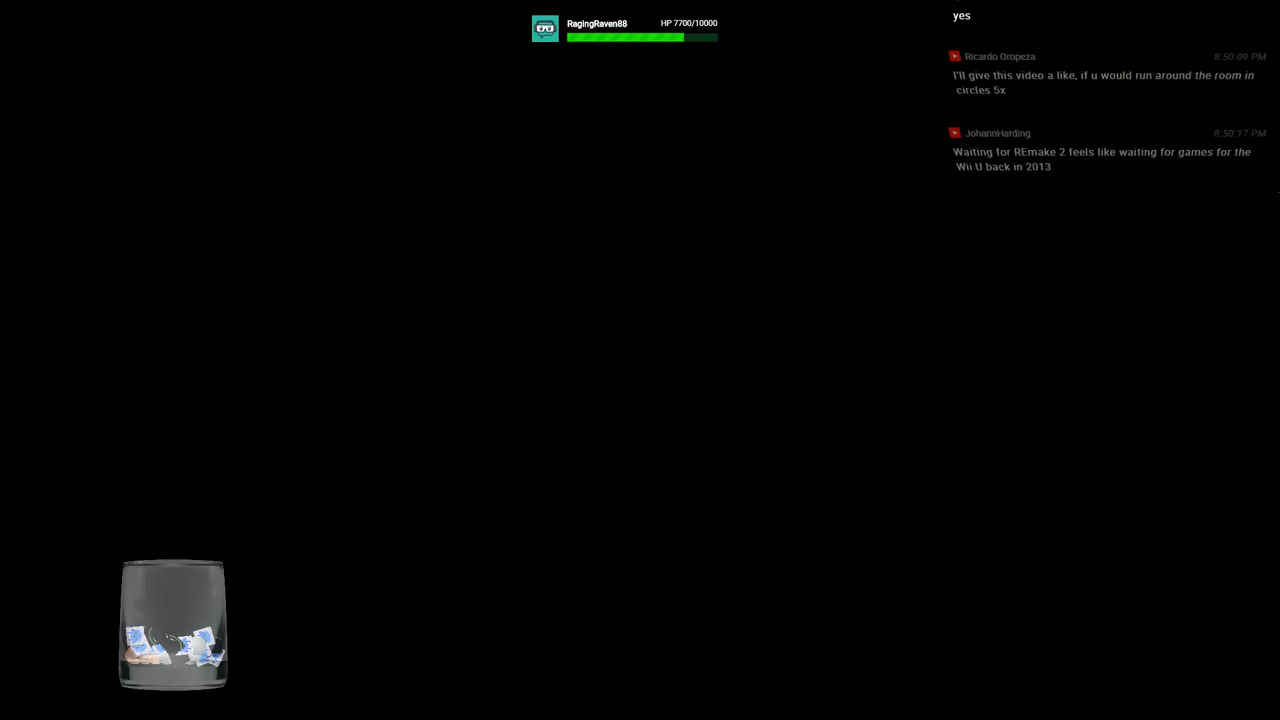 RagingRaven88 HP 7700/10000
yes
Ricardo Oropeza 8:50:09 PM
I'll give this video a like, if u would run around the room in
circles 5x
JohannHarding 8:50:17 PM
Waiting for REmake 2 feels like waiting for games for the
Wii U back in 2013